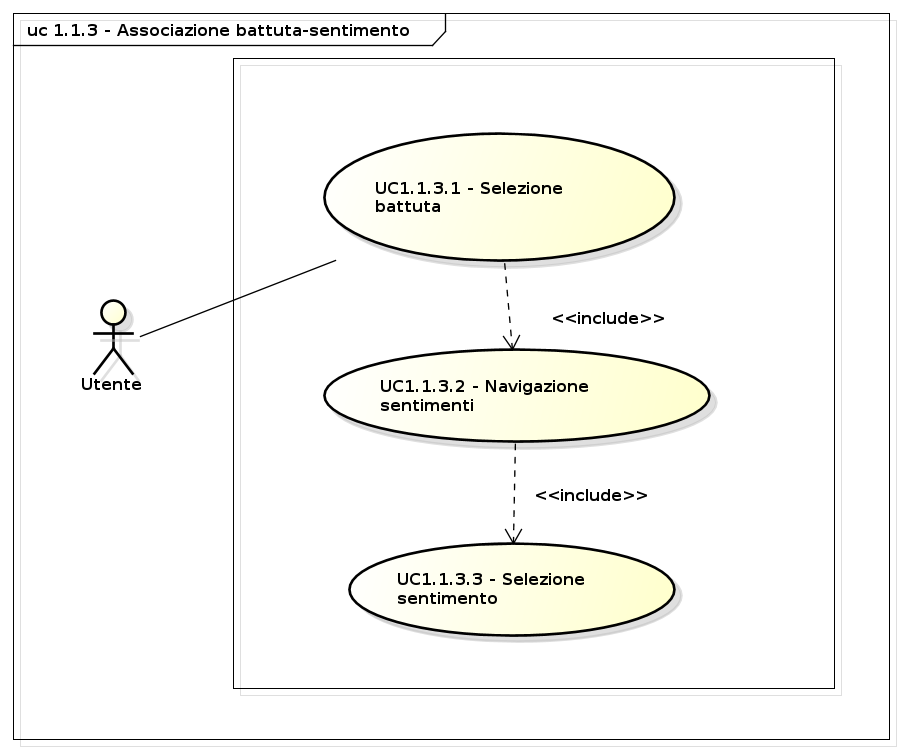 uc 1.1.3 - Associazione battuta-sentimento
UC1.1.3.1 - Selezione
battuta
<<include>>
Utente
UC1.1.3.2 - Navigazione
sentimenti
<<include>>
UC1.1.3.3 - Selezione
sentimento